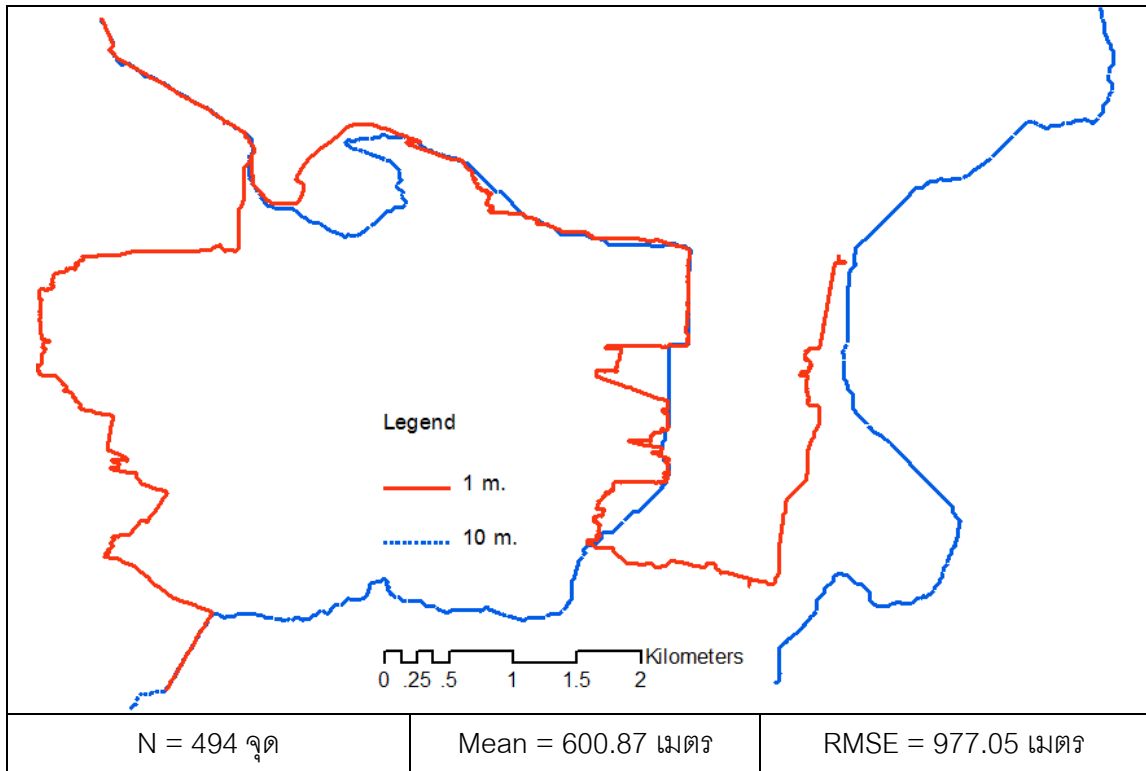 Legend
1 m.
10 m.
Kilometers
0 .25 .5 1 1.5 2
N = 494 จุด
Mean = 600.87 เมตร
RMSE = 977.05 เมตร